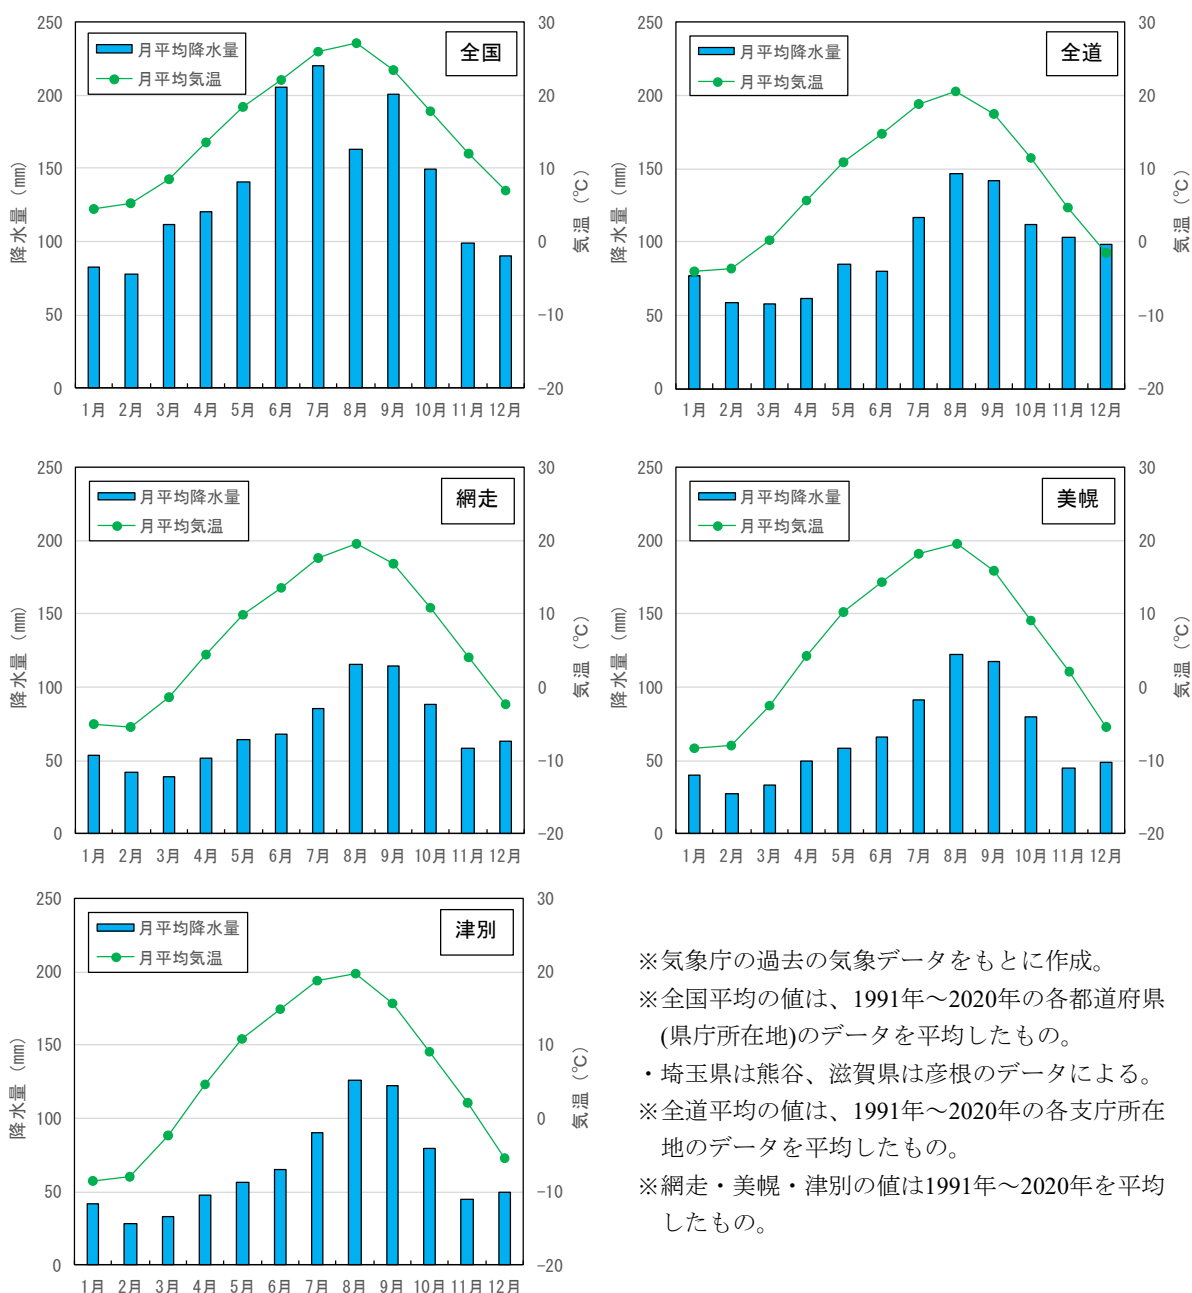 全国
月平均降水量
月平均気温
降水量 (mm)
気温 (℃)
250
200
150
100
50
0
30
20
10
0
−10
−20
1月 2月 3月 4月 5月 6月 7月 8月 9月 10月 11月 12月
全道
月平均降水量
月平均気温
降水量 (mm)
気温 (℃)
250
200
150
100
50
0
30
20
10
0
−10
−20
1月 2月 3月 4月 5月 6月 7月 8月 9月 10月 11月 12月
網走
月平均降水量
月平均気温
降水量 (mm)
気温 (℃)
250
200
150
100
50
0
30
20
10
0
−10
−20
1月 2月 3月 4月 5月 6月 7月 8月 9月 10月 11月 12月
美幌
月平均降水量
月平均気温
降水量 (mm)
気温 (℃)
250
200
150
100
50
0
30
20
10
0
−10
−20
1月 2月 3月 4月 5月 6月 7月 8月 9月 10月 11月 12月
津別
月平均降水量
月平均気温
降水量 (mm)
気温 (℃)
250
200
150
100
50
0
30
20
10
0
−10
−20
1月 2月 3月 4月 5月 6月 7月 8月 9月 10月 11月 12月
※気象庁の過去の気象データをもとに作成。
※全国平均の値は、1991年～2020年の各都道府県
(県庁所在地)のデータを平均したもの。
・埼玉県は熊谷、滋賀県は彦根のデータによる。
※全道平均の値は、1991年～2020年の各支庁所在
地のデータを平均したもの。
※網走・美幌・津別の値は1991年～2020年を平均
したもの。